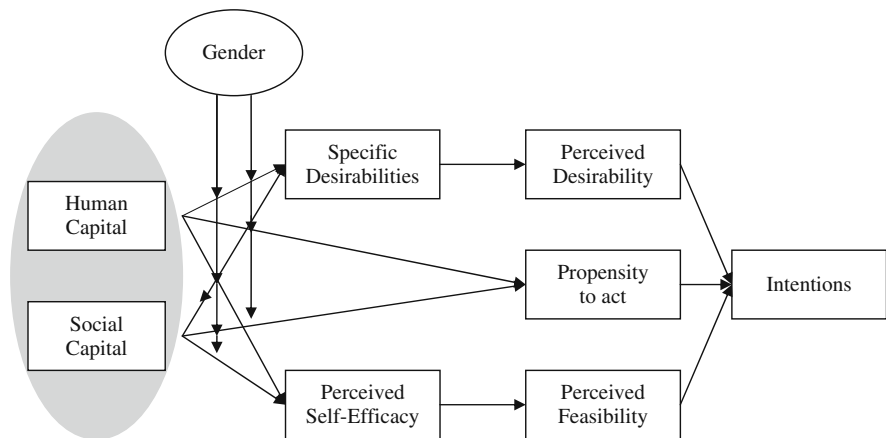 Gender
Specific
Desirabilities
Perceived
Desirability
Human
Capital
Propensity
to act
Intentions
Social
Capital
Perceived
Self-Efficacy
Perceived
Feasibility